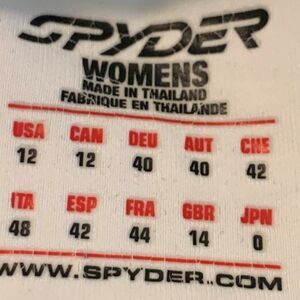 SPYDER
WOMENS
MADE IN THAILAND
FABRIQUE EN THAILANDE
USA CAN DEU AUT CHE
12 12 40 40 42
ITA ESP FRA GBR JPN
48 42 44 14 0
WWW.SPYDER.COM